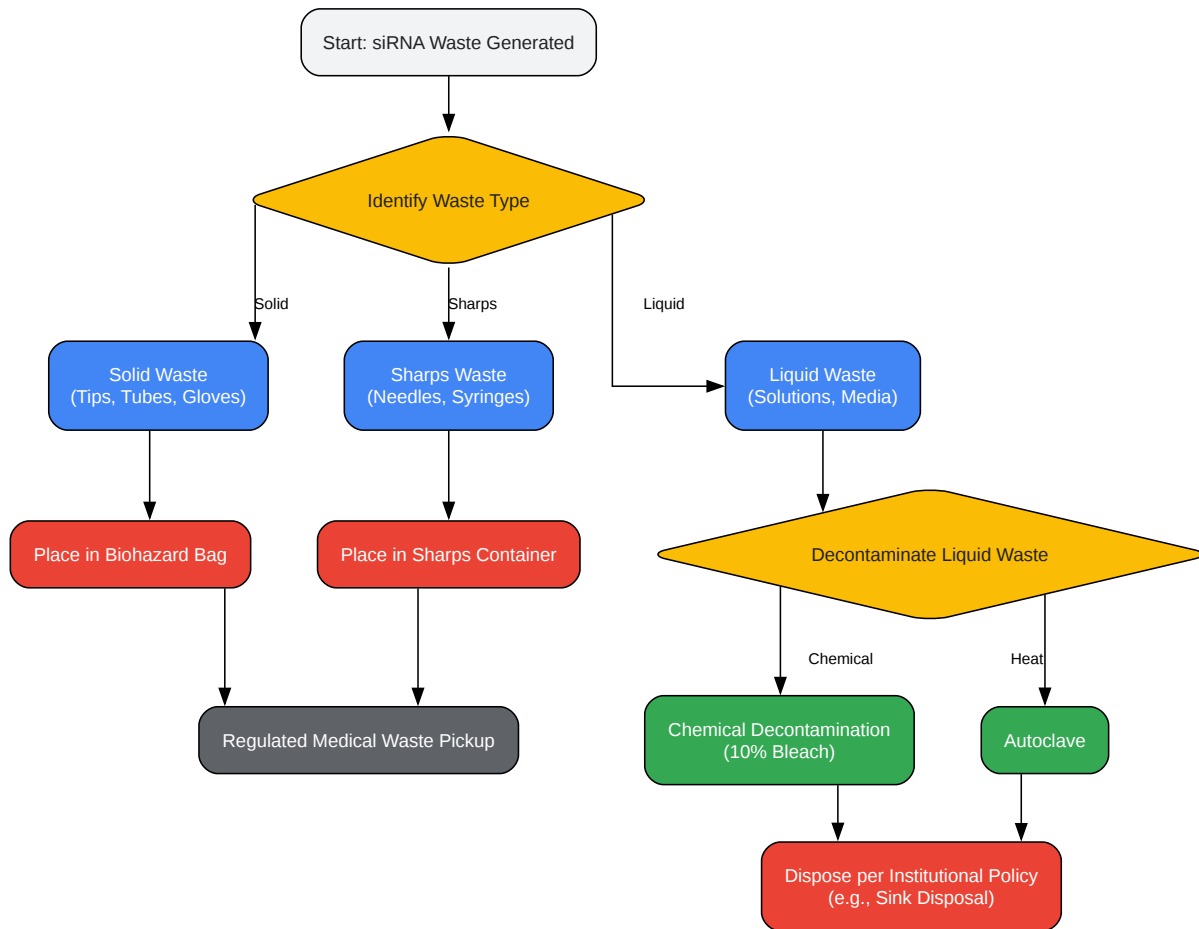 Start: siRNA Waste Generated
Identify Waste Type
Solid
Sharps
Liquid
Solid Waste
(Tips, Tubes, Gloves)
Sharps Waste
(Needles, Syringes)
Liquid Waste
(Solutions, Media)
Place in Biohazard Bag
Place in Sharps Container
Decontaminate Liquid Waste
Chemical
Heat
Regulated Medical Waste Pickup
Chemical Decontamination
(10% Bleach)
Autoclave
Dispose per Institutional Policy
(e.g., Sink Disposal)